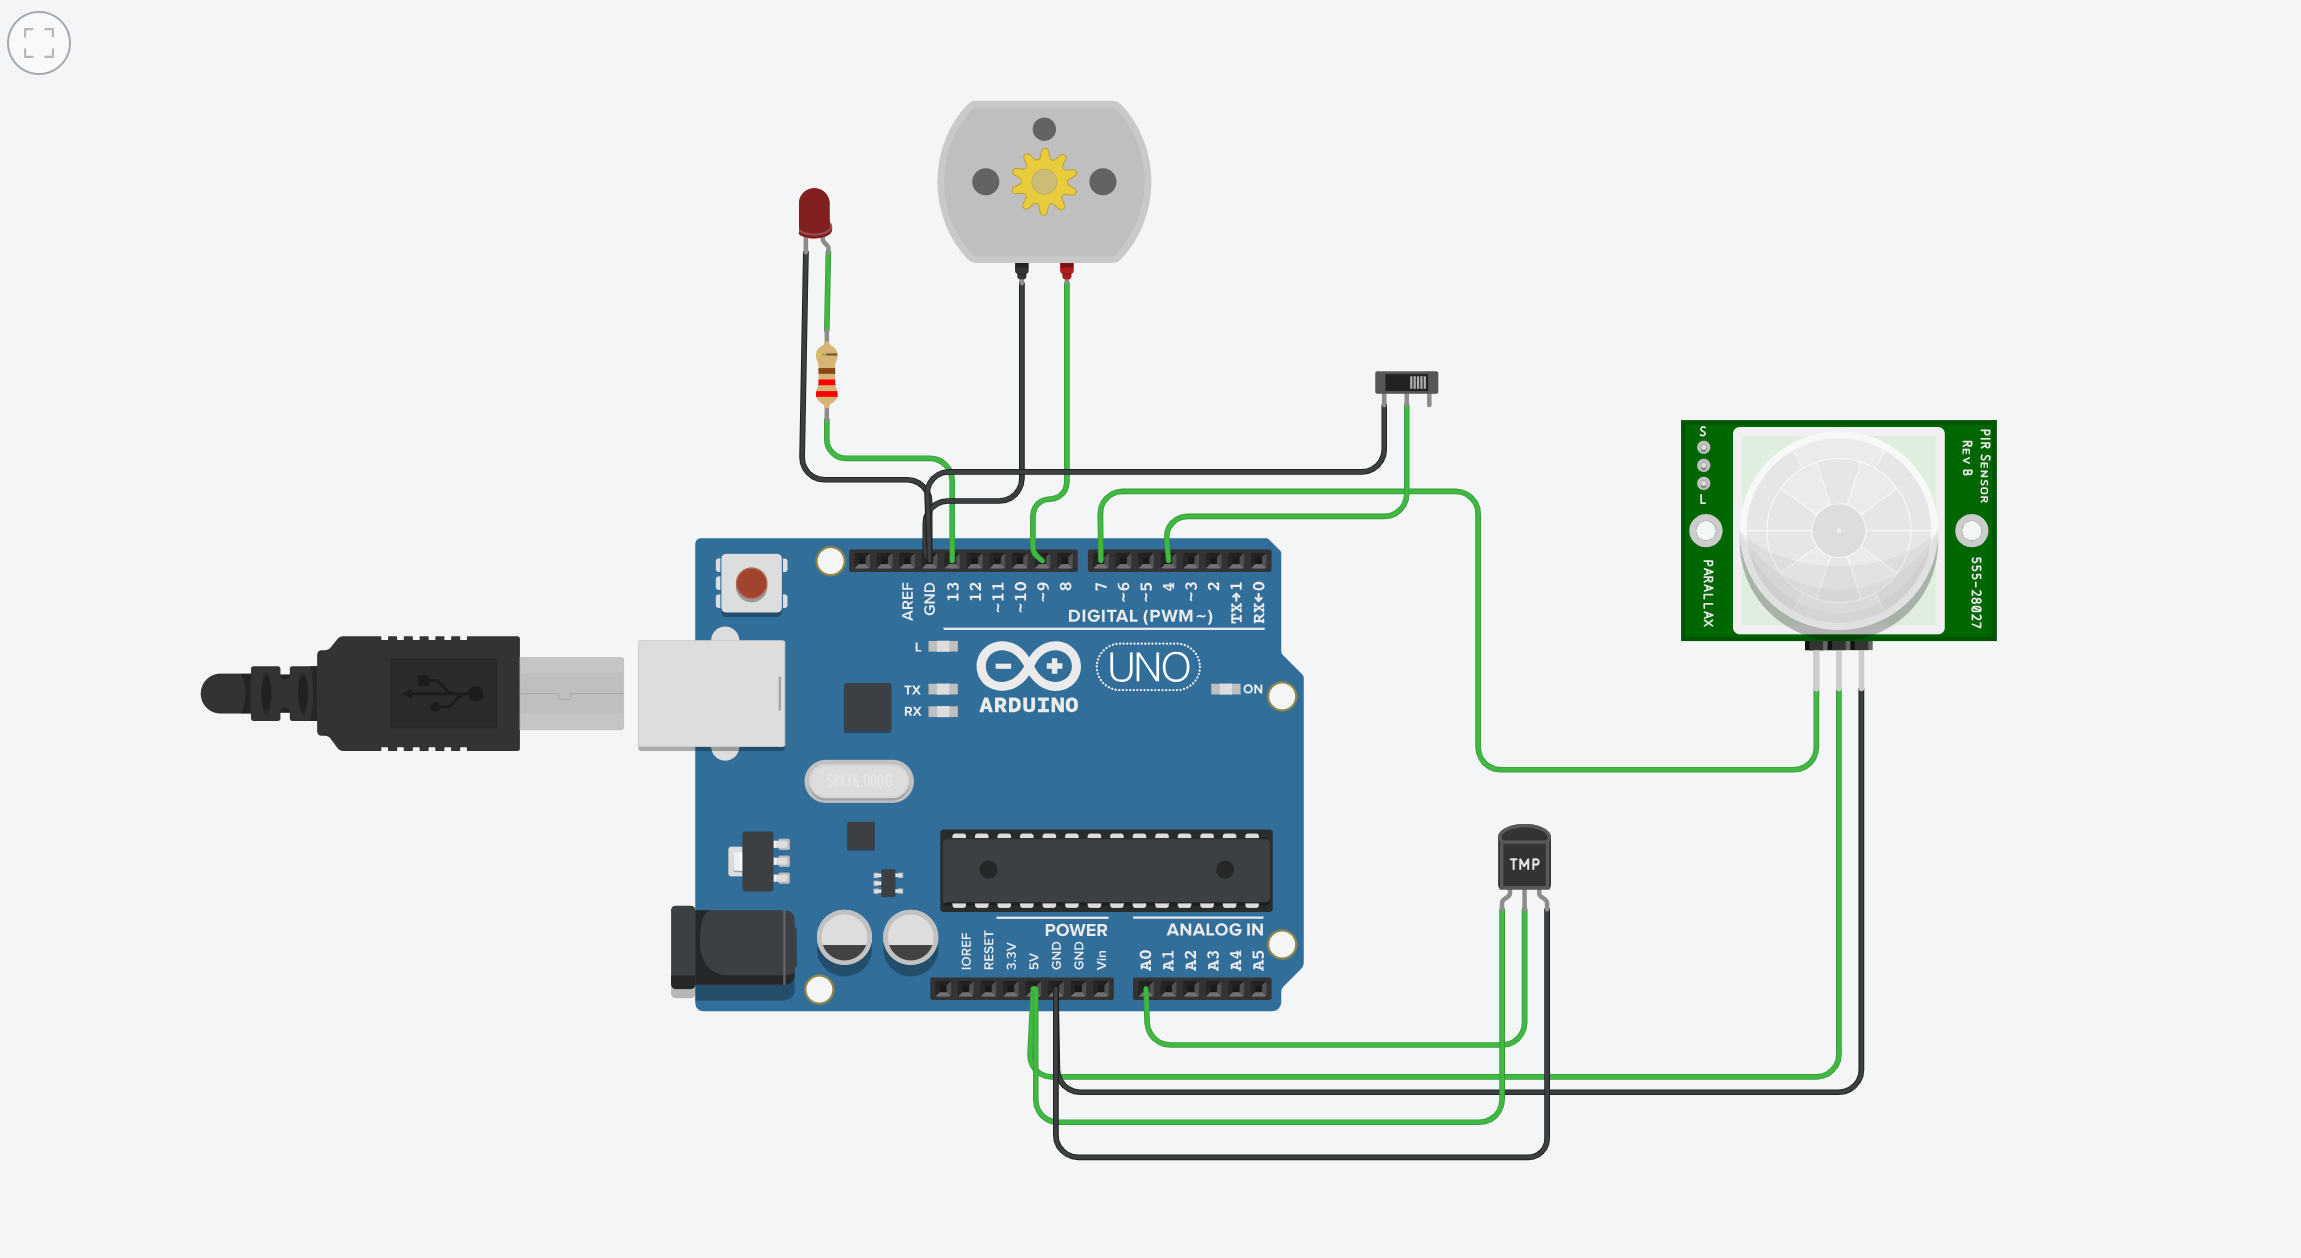 S
L
PARALLAX
PIR SENSOR
REV B
555-28027
AREF
GND
13
12
~11
~10
~9
8
7
~6
~5
4
~3
2
TX→1
RX←0
DIGITAL (PWM~)
L
TX
RX
ARDUINO
UNO
ON
SPK16.000G
TMP
POWER
ANALOG IN
IOREF
RESET
3.3V
5V
GND
GND
Vin
A0
A1
A2
A3
A4
A5